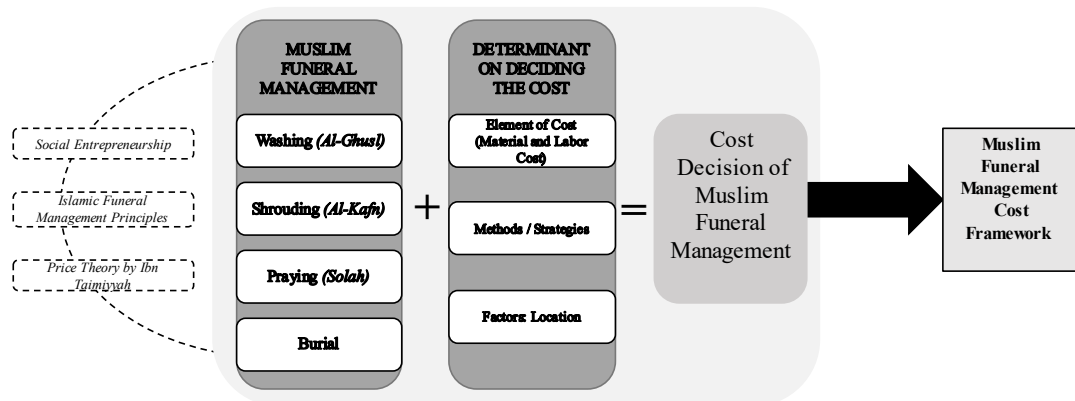 Social Entrepreneurship
Islamic Funeral
Management Principles
Price Theory by Ibn
Taimiyyah
MUSLIM
FUNERAL
MANAGEMENT
Washing (Al-Ghusl)
Shrouding (Al-Kafn)
Praying (Solah)
Burial
+
DETERMINANT
ON DECIDING
THE COST
Element of Cost
(Material and Labor
Cost)
Methods / Strategies
Factors: Location
=
Cost
Decision of
Muslim
Funeral
Management
Muslim
Funeral
Management
Cost
Framework